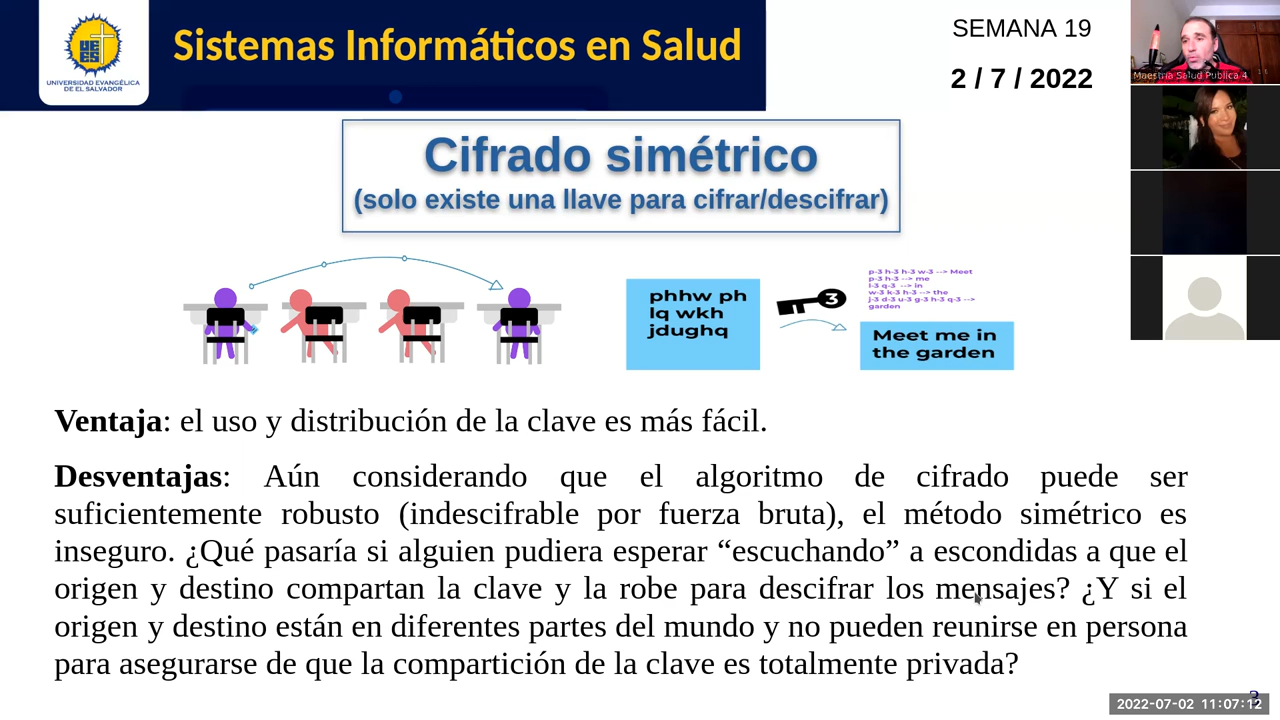 UNIVERSIDAD EVANGÉLICA
DE EL SALVADOR
Sistemas Informáticos en Salud
SEMANA 19
2 / 7 / 2022
Maestria Salud Publica 4
Cifrado simétrico
(solo existe una llave para cifrar/descifrar)
phhw ph
lq wkh
jdughq
3
p-3 h-3 h-3 w-3 --> Meet
p-3 h-3 --> me
l-3 q-3 --> in
w-3 k-3 h-3 --> the
j-3 d-3 u-3 g-3 h-3 q-3 -->
garden
Meet me in
the garden
Ventaja: el uso y distribución de la clave es más fácil.
Desventajas: Aún considerando que el algoritmo de cifrado puede ser
suficientemente robusto (indescifrable por fuerza bruta), el método simétrico es
inseguro. ¿Qué pasaría si alguien pudiera esperar “escuchando” a escondidas a que el
origen y destino compartan la clave y la robe para descifrar los mensajes? ¿Y si el
origen y destino están en diferentes partes del mundo y no pueden reunirse en persona
para asegurarse de que la compartición de la clave es totalmente privada?
3
2022-07-02 11:07:12